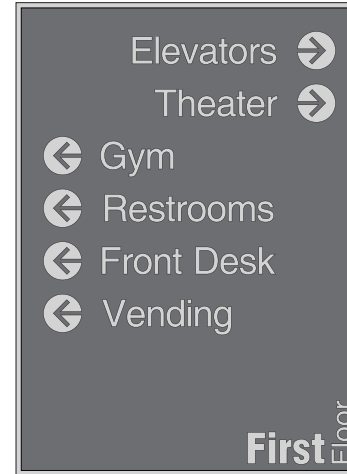 Elevators
Theater
Gym
Restrooms
Front Desk
Vending
First
Floor